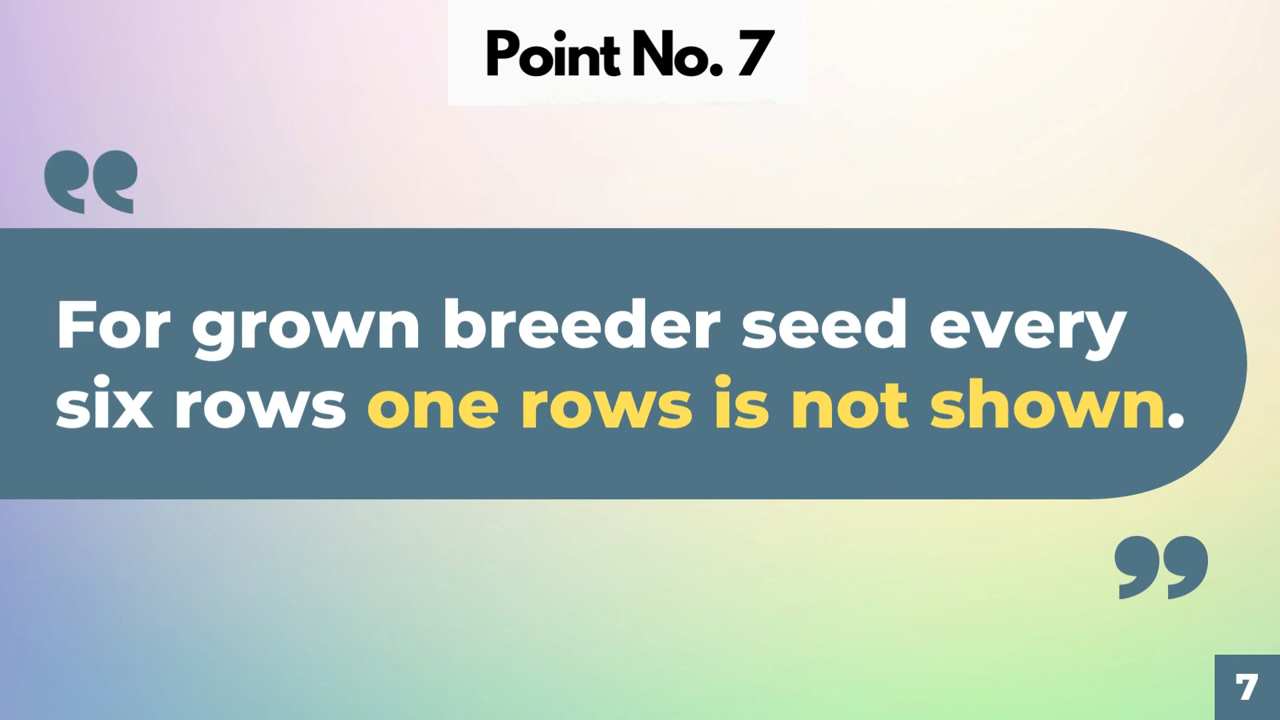 Point No. 7
“
For grown breeder seed every
six rows one rows is not shown.
”
7